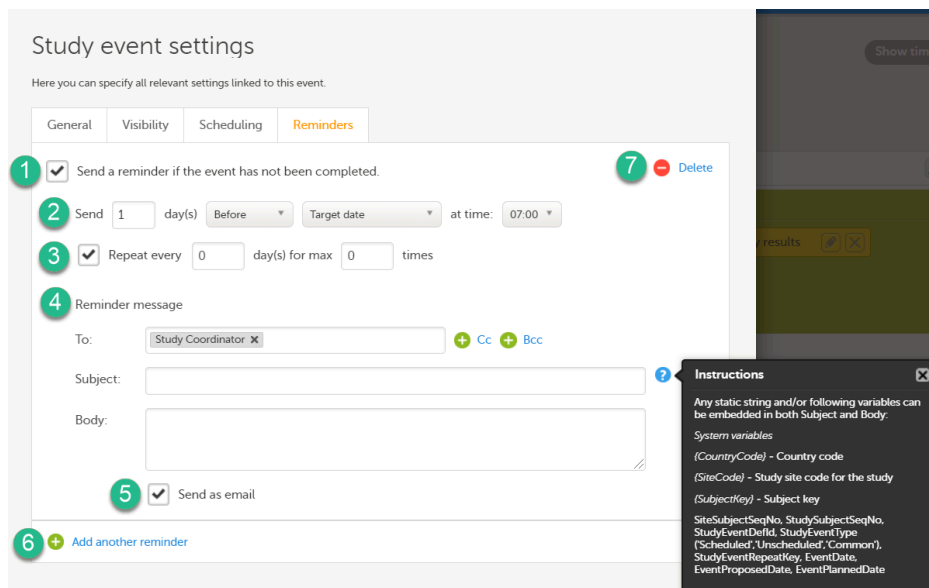 Study event settings
Show tim
Here you can specify all relevant settings linked to this event.
General Visibility Scheduling Reminders
1 Send a reminder if the event has not been completed. 7 Delete
2 Send 1 day(s) Before Target date at time: 07:00
y results
3 Repeat every 0 day(s) for max 0 times
4 Reminder message
To: Study Coordinator Cc Bcc
Subject: ? Instructions
Any static string and/or following variables can
be embedded in both Subject and Body:
Body:
System variables
{CountryCode} - Country code
{SiteCode} - Study site code for the study
5 Send as email
{SubjectKey} - Subject key
SiteSubjectSeqNo, StudySubjectSeqNo,
StudyEventDefId, StudyEventType
('Scheduled','Unscheduled','Common'),
StudyEventRepeatKey, EventDate,
EventProposedDate, EventPlannedDate
6 Add another reminder